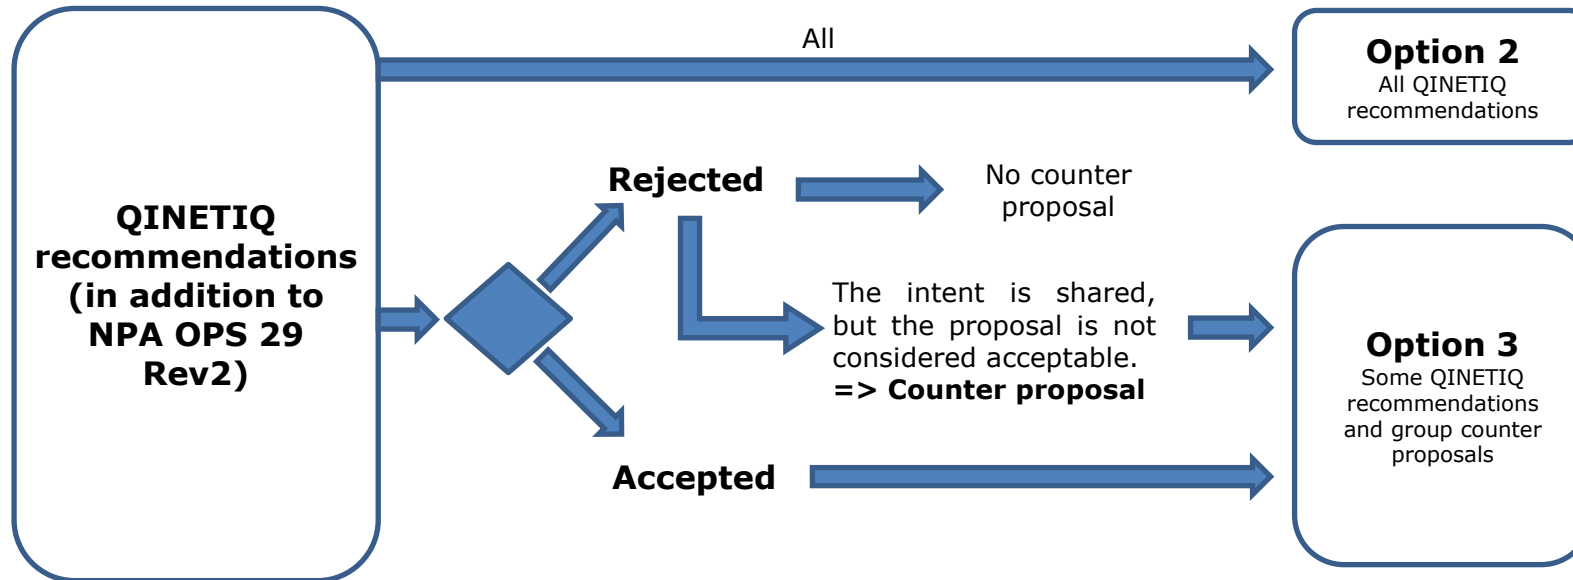 All
Option 2
All QINETIQ
recommendations
Rejected
No counter
proposal
QINETIQ
recommendations
(in addition to
NPA OPS 29
Rev2)
The intent is shared,
but the proposal is not
considered acceptable.
=> Counter proposal
Option 3
Some QINETIQ
recommendations
and group counter
proposals
Accepted